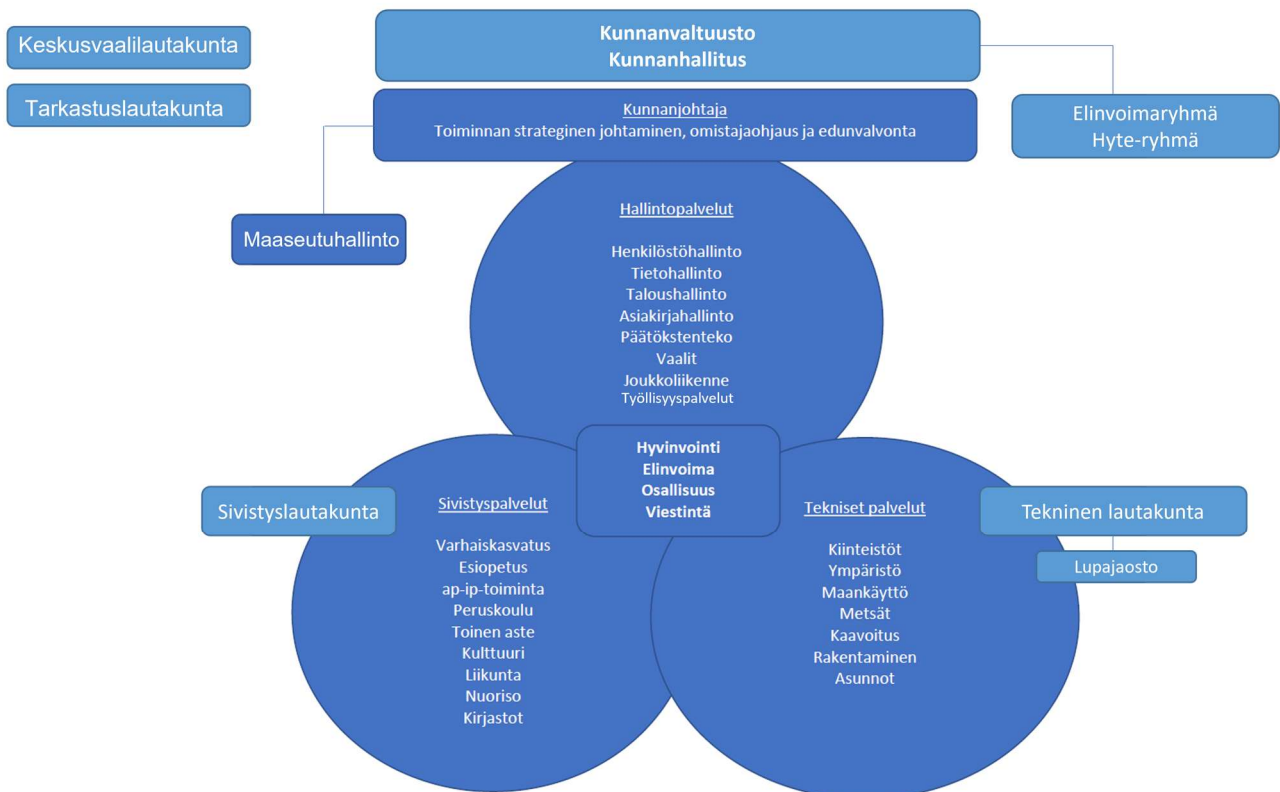 Keskusvaalilautakunta
Tarkastuslautakunta
Kunnanvaltuusto
Kunnanhallitus
Kunnanjohtaja
Toiminnan strateginen johtaminen, omistajaohjaus ja edunvalvonta
Elinvoimaryhmä
Hyte-ryhmä
Maaseutuhallinto
Hallintopalvelut
Henkilöstöhallinto
Tietohallinto
Taloushallinto
Asiakirjahallinto
Päätökstenteko
Vaalit
Joukkoliikenne
Työllisyyspalvelut
Hyvinvointi
Elinvoima
Osallisuus
Viestintä
Sivistyslautakunta
Sivistyspalvelut
Varhaiskasvatus
Esiopetus
ap-ip-toiminta
Peruskoulu
Toinen aste
Kulttuuri
Liikunta
Nuoriso
Kirjastot
Tekniset palvelut
Kiinteistöt
Ympäristö
Maankäyttö
Metsät
Kaavoitus
Rakentaminen
Asunnot
Tekninen lautakunta
Lupajaosto